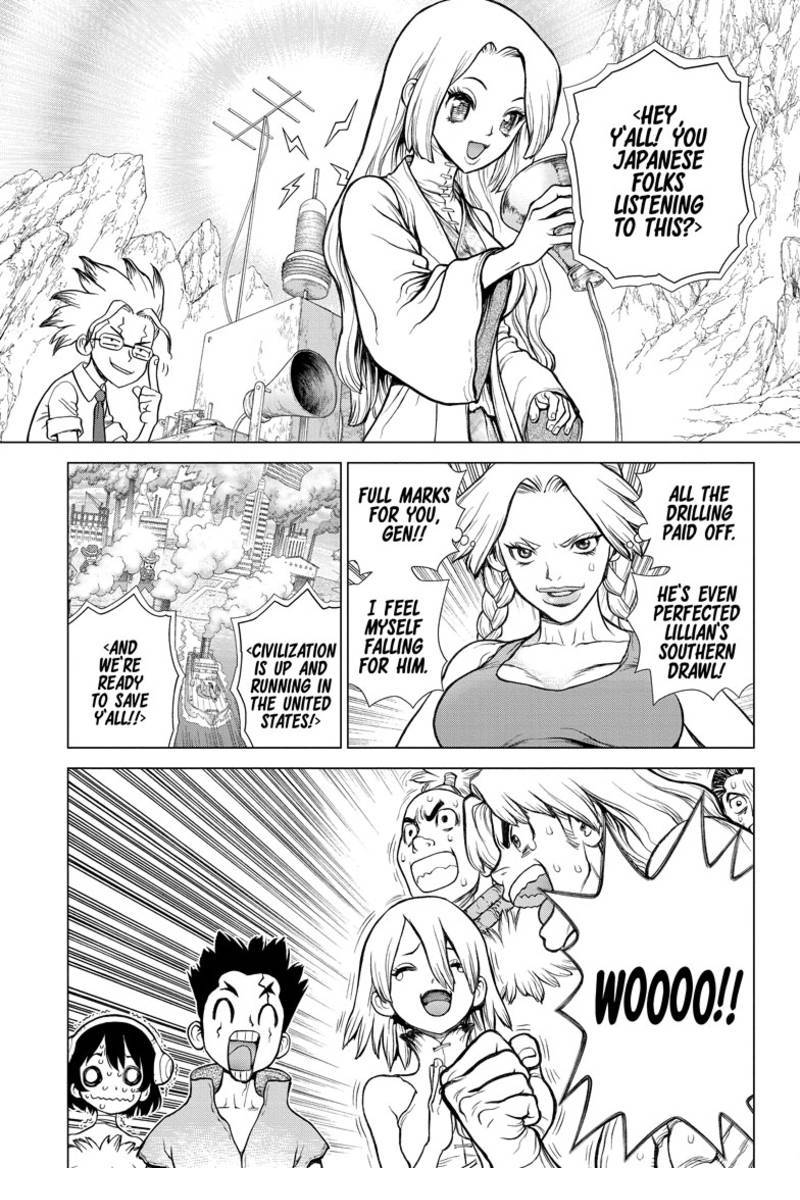 <HEY,
Y'ALL! YOU
JAPANESE
FOLKS
LISTENING
TO THIS?>
ALL THE
DRILLING
PAID OFF.
HE'S EVEN
PERFECTED
LILLIAN'S
SOUTHERN
DRAWL!
FULL MARKS
FOR YOU,
GEN!!
I FEEL
MYSELF
FALLING
FOR HIM.
<CIVILIZATION
IS UP AND
RUNNING IN
THE UNITED
STATES!>
<AND
WE'RE
READY
TO SAVE
Y'ALL!!>
WOOOO!!